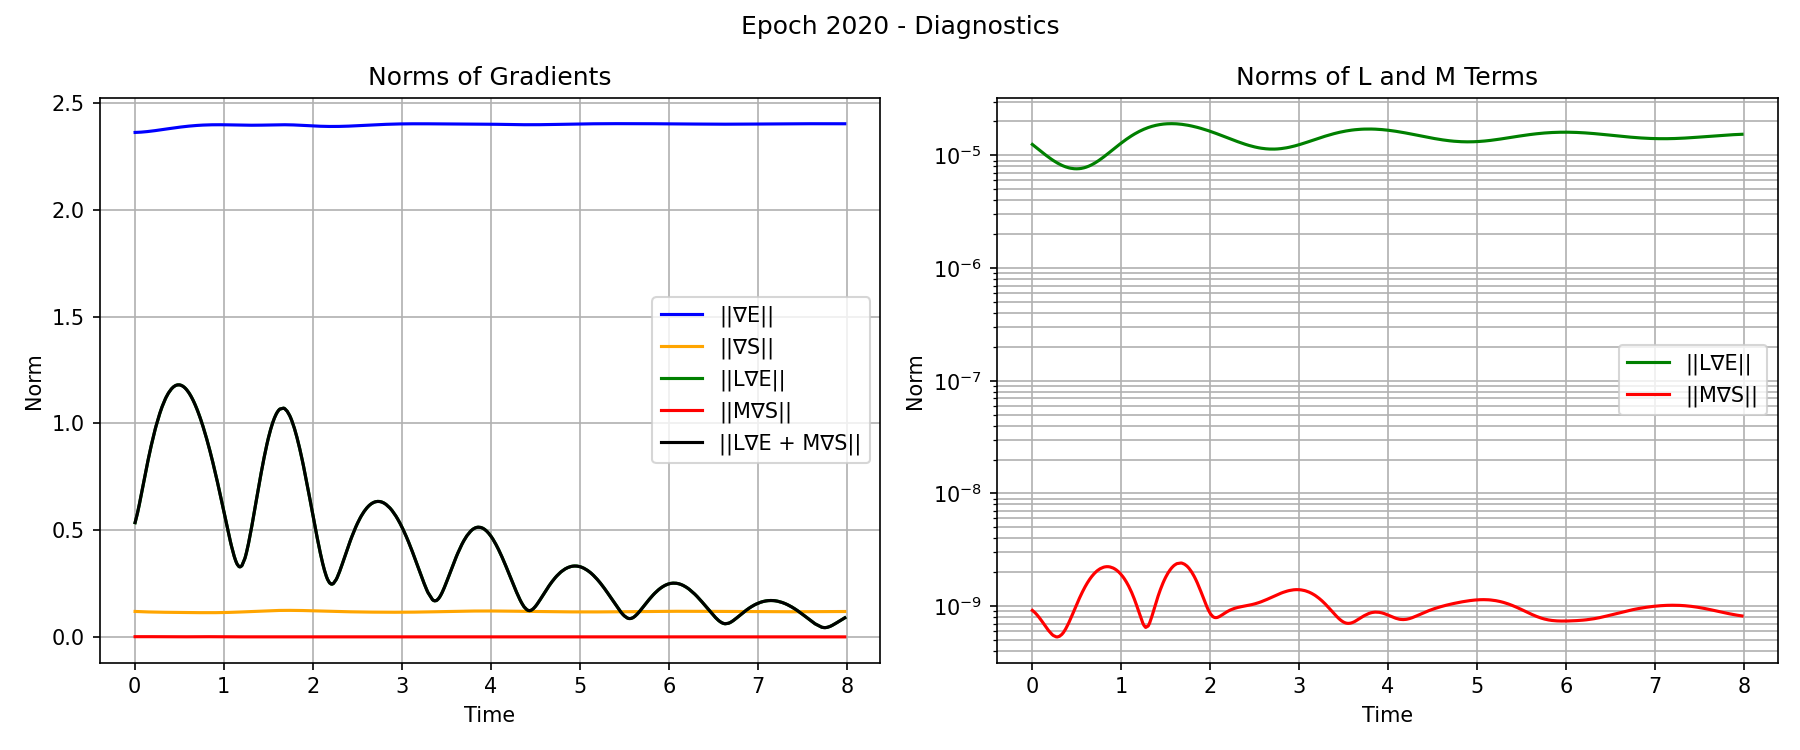 Epoch 2020 - Diagnostics
Norms of Gradients
Norm
2.5
2.0
1.5
1.0
0.5
0.0
||∇E||
||∇S||
||L∇E||
||M∇S||
||L∇E + M∇S||
0 1 2 3 4 5 6 7 8
Time
Norms of L and M Terms
Norm
10⁻⁵
10⁻⁶
10⁻⁷
10⁻⁸
10⁻⁹
||L∇E||
||M∇S||
0 1 2 3 4 5 6 7 8
Time